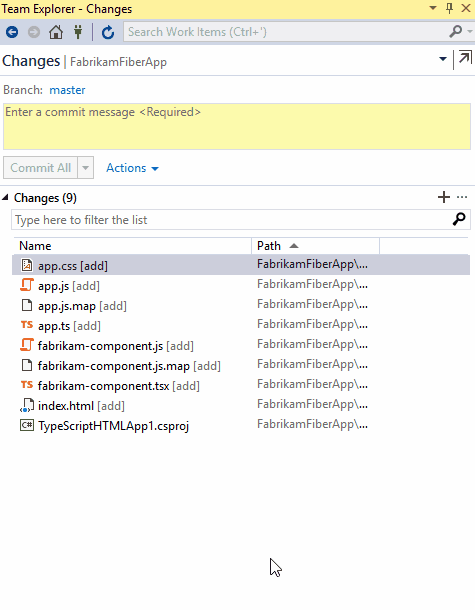 Team Explorer - Changes
Search Work Items (Ctrl+')
Changes | FabrikamFiberApp
Branch: master
Enter a commit message <Required>
Commit All Actions
Changes (9)
Type here to filter the list
Name Path
app.css [add] FabrikamFiberApp\...
app.js [add] FabrikamFiberApp\...
app.js.map [add] FabrikamFiberApp\...
TS app.ts [add] FabrikamFiberApp\...
fabrikam-component.js [add] FabrikamFiberApp\...
fabrikam-component.js.map [add] FabrikamFiberApp\...
TS fabrikam-component.tsx [add] FabrikamFiberApp\...
index.html [add] FabrikamFiberApp\...
C# TypeScriptHTMLApp1.csproj FabrikamFiberApp\...